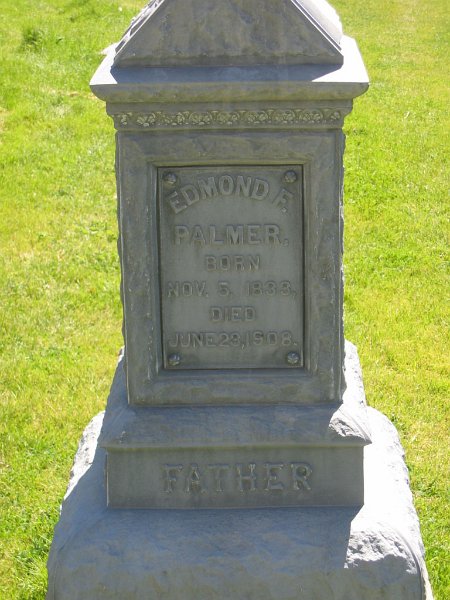 EDMOND F.
PALMER.
BORN
NOV. 5. 1833,
DIED
JUNE 23, 1908.
FATHER